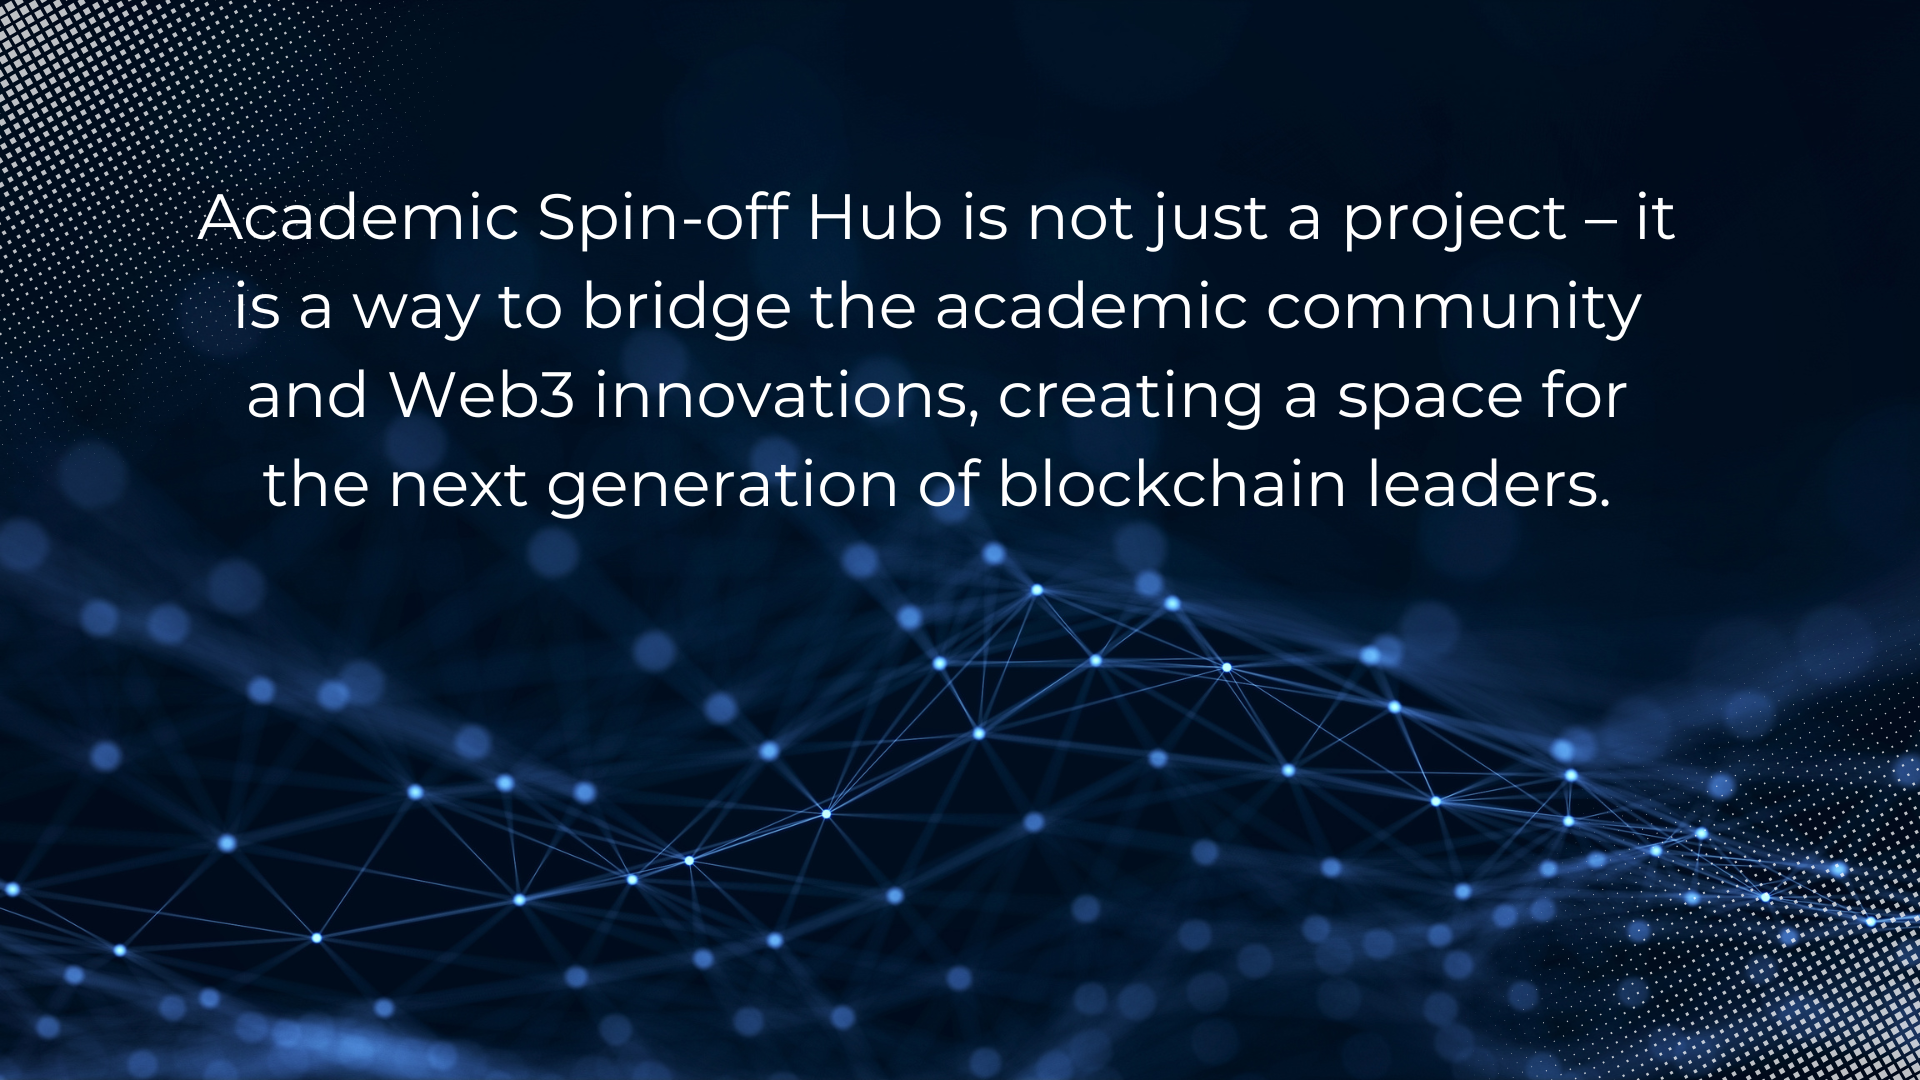 Academic Spin-off Hub is not just a project – it
is a way to bridge the academic community
and Web3 innovations, creating a space for
the next generation of blockchain leaders.